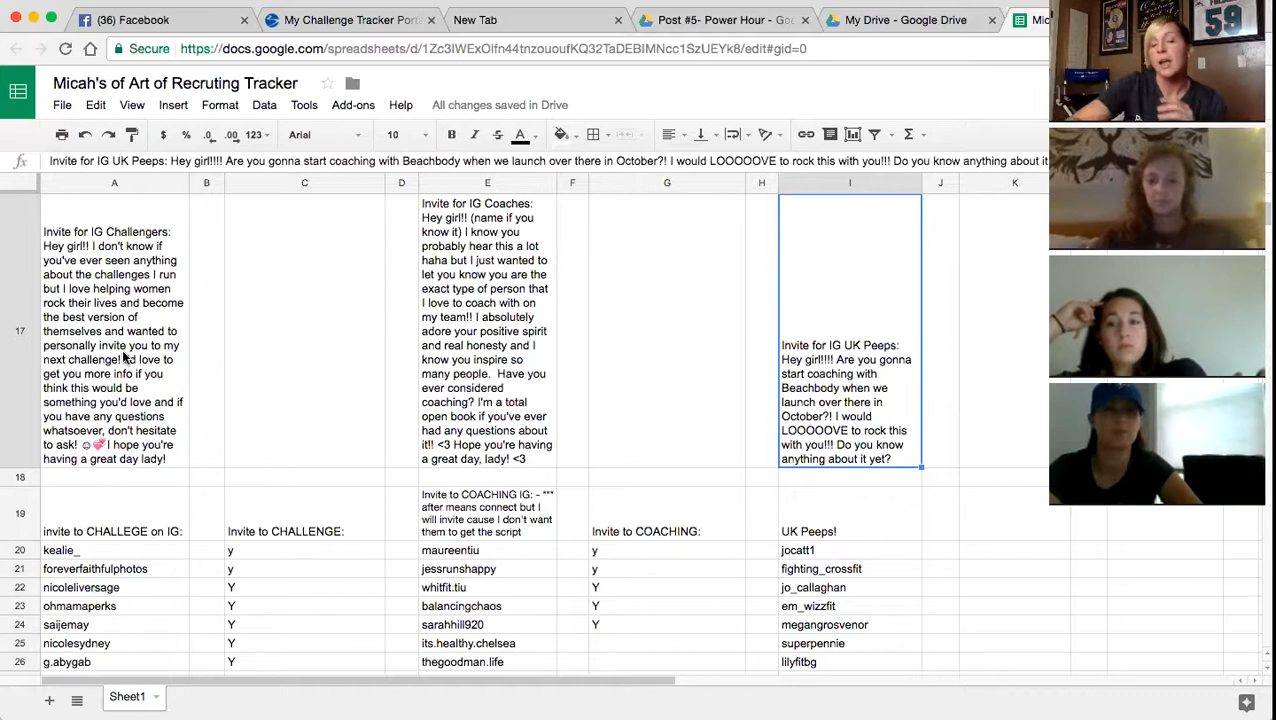 (36) Facebook
My Challenge Tracker Port
New Tab
Post #5- Power Hour - Go
My Drive - Google Drive
Secure
https://docs.google.com/spreadsheets/
edit#gid=0
Micah's of Art of Recruting Tracker
File Edit View Insert Format Data Tools Add-ons Help All changes saved in Drive
$ % .0 .00 123 Arial 10 B I S A Σ
fx Invite for IG UK Peeps: Hey girl!!!! Are you gonna start coaching with Beachbody when we launch over there in October?! I would LOOOOOVE to rock this with you!!! Do you know anything about it
A B C D E F G H I J K
17
Invite for IG Challengers:
Hey girl!! I don't know if
you've ever seen anything
about the challenges I run
but I love helping women
rock their lives and become
the best version of
themselves and wanted to
personally invite you to my
next challenge! love to
get you more info if you
think this would be
something you'd love and if
you have any questions
whatsoever, don't hesitate
to ask! ☺💕 I hope you're
having a great day lady!
Invite for IG Coaches:
Hey girl!! (name if you
know it) I know you
probably hear this a lot
haha but I just wanted to
let you know you are the
exact type of person that
I love to coach with on
my team!! I absolutely
adore your positive spirit
and real honesty and I
know you inspire so
many people. Have you
ever considered
coaching? I'm a total
open book if you've ever
had any questions about
it!! <3 Hope you're having
a great day, lady! <3
Invite for IG UK Peeps:
Hey girl!!!! Are you gonna
start coaching with
Beachbody when we
launch over there in
October?! I would
LOOOOOVE to rock this
with you!!! Do you know
anything about it yet?
18
19
invite to CHALLEGE on IG:
Invite to CHALLENGE:
Invite to COACHING IG: - ***
after means connect but I
will invite cause I don't want
them to get the script
Invite to COACHING:
UK Peeps!
20 kealie_ y maureentiu y jocatt1
21 foreverfaithfulphotos y jessrunshappy y fighting_crossfit
22 nicoleliversage Y whitfit.tiu Y jo_callaghan
23 ohmamaperks Y balancingchaos Y em_wizzfit
24 saijemay Y sarahhill920 Y megangrosvenor
25 nicolesydney Y its.healthy.chelsea superpennie
26 g.abygab Y thegoodman.life lilyfitbg
Sheet1
59